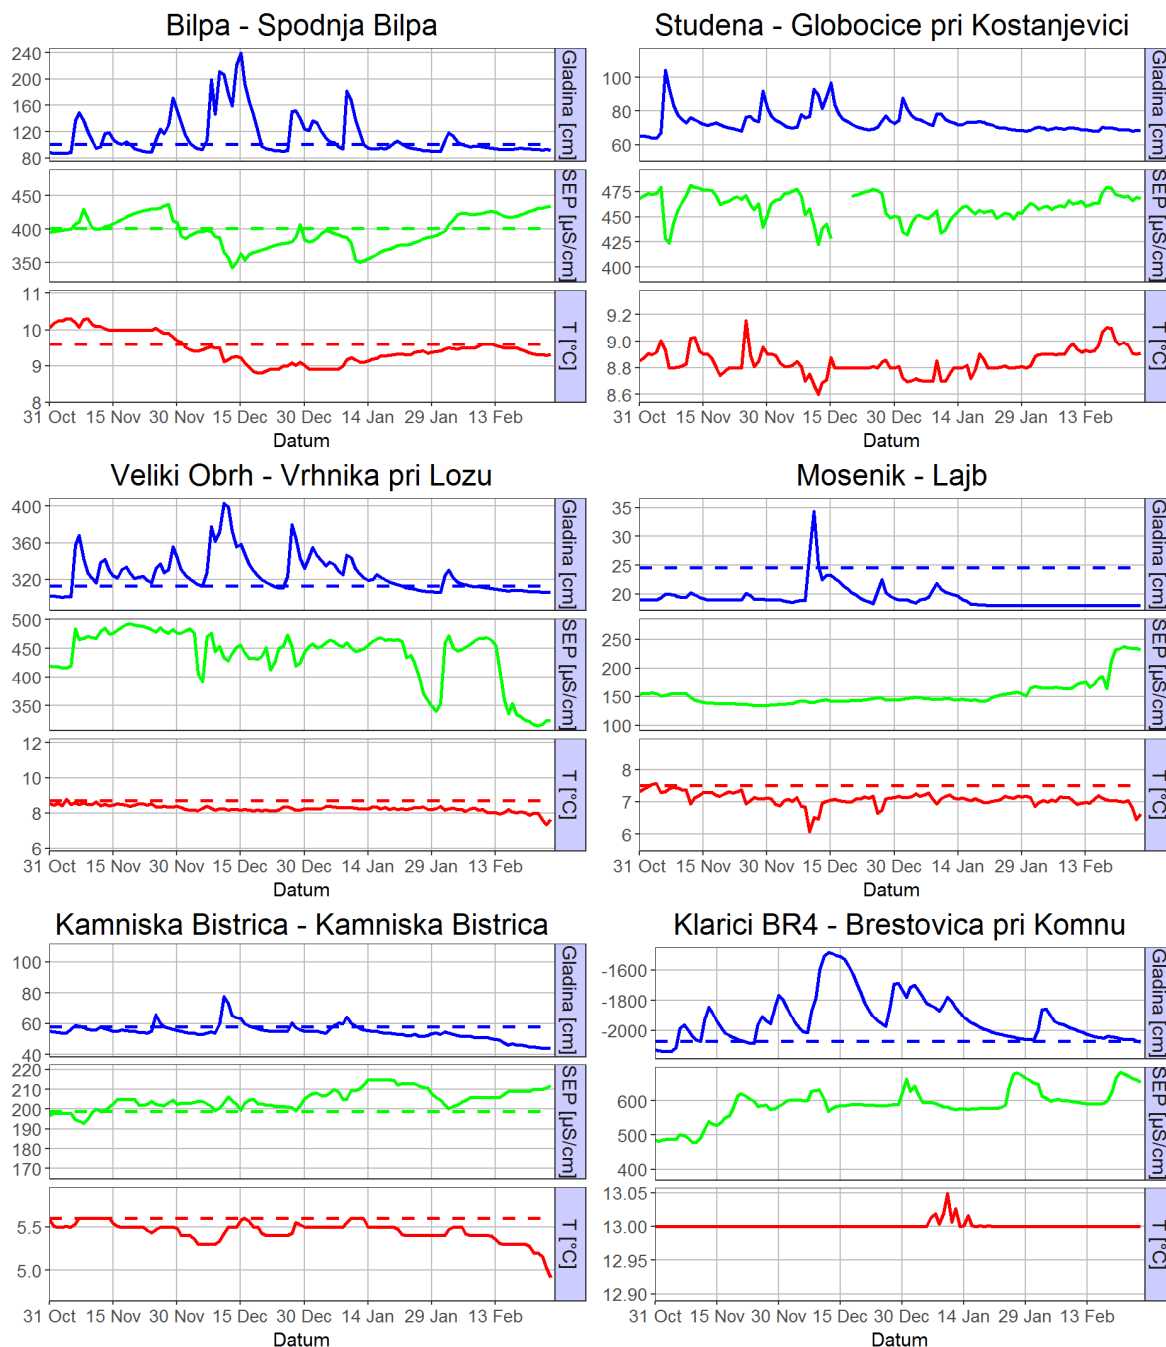 Bilpa - Spodnja Bilpa
240
200
160
120
80
Gladina [cm]
450
400
350
SEP [µS/cm]
11
10
9
8
T [°C]
31 Oct 15 Nov 30 Nov 15 Dec 30 Dec 14 Jan 29 Jan 13 Feb
Datum
Studena - Globocice pri Kostanjevici
100
80
60
Gladina [cm]
475
450
425
400
SEP [µS/cm]
9.2
9.0
8.8
8.6
T [°C]
31 Oct 15 Nov 30 Nov 15 Dec 30 Dec 14 Jan 29 Jan 13 Feb
Datum
Veliki Obrh - Vrhnika pri Lozu
400
360
320
Gladina [cm]
500
450
400
350
SEP [µS/cm]
12
10
8
6
T [°C]
31 Oct 15 Nov 30 Nov 15 Dec 30 Dec 14 Jan 29 Jan 13 Feb
Datum
Mosenik - Lajb
35
30
25
20
Gladina [cm]
250
200
150
100
SEP [µS/cm]
8
7
6
T [°C]
31 Oct 15 Nov 30 Nov 15 Dec 30 Dec 14 Jan 29 Jan 13 Feb
Datum
Kamniska Bistrica - Kamniska Bistrica
100
80
60
40
Gladina [cm]
220
210
200
190
180
170
SEP [µS/cm]
5.5
5.0
T [°C]
31 Oct 15 Nov 30 Nov 15 Dec 30 Dec 14 Jan 29 Jan 13 Feb
Datum
Klarici BR4 - Brestovica pri Komnu
-1600
-1800
-2000
Gladina [cm]
600
500
400
SEP [µS/cm]
13.05
13.00
12.95
12.90
T [°C]
31 Oct 15 Nov 30 Nov 15 Dec 30 Dec 14 Jan 29 Jan 13 Feb
Datum